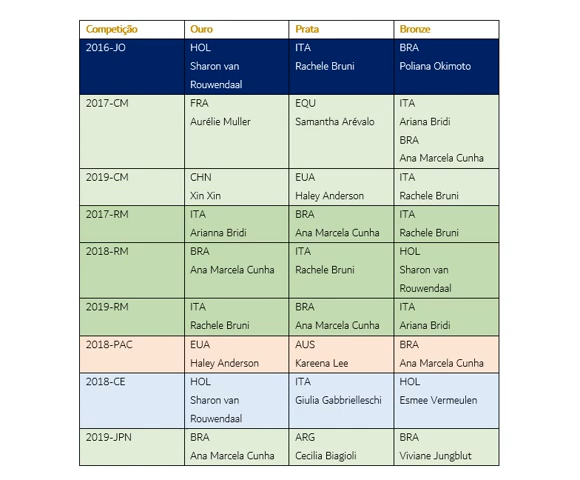 Competição Ouro Prata Bronze
2016-JO HOL ITA BRA
Sharon van Rachele Bruni Poliana Okimoto
Rouwendaal
2017-CM FRA EQU ITA
Aurélie Muller Samantha Arévalo Ariana Bridi
BRA
Ana Marcela Cunha
2019-CM CHN EUA ITA
Xin Xin Haley Anderson Rachele Bruni
2017-RM ITA BRA ITA
Arianna Bridi Ana Marcela Cunha Rachele Bruni
2018-RM BRA ITA HOL
Ana Marcela Cunha Rachele Bruni Sharon van
Rouwendaal
2019-RM ITA BRA ITA
Rachele Bruni Ana Marcela Cunha Ariana Bridi
2018-PAC EUA AUS BRA
Haley Anderson Kareena Lee Ana Marcela Cunha
2018-CE HOL ITA HOL
Sharon van Giulia Gabbrielleschi Esmee Vermeulen
Rouwendaal
2019-JPN BRA ARG BRA
Ana Marcela Cunha Cecilia Biagioli Viviane Jungblut